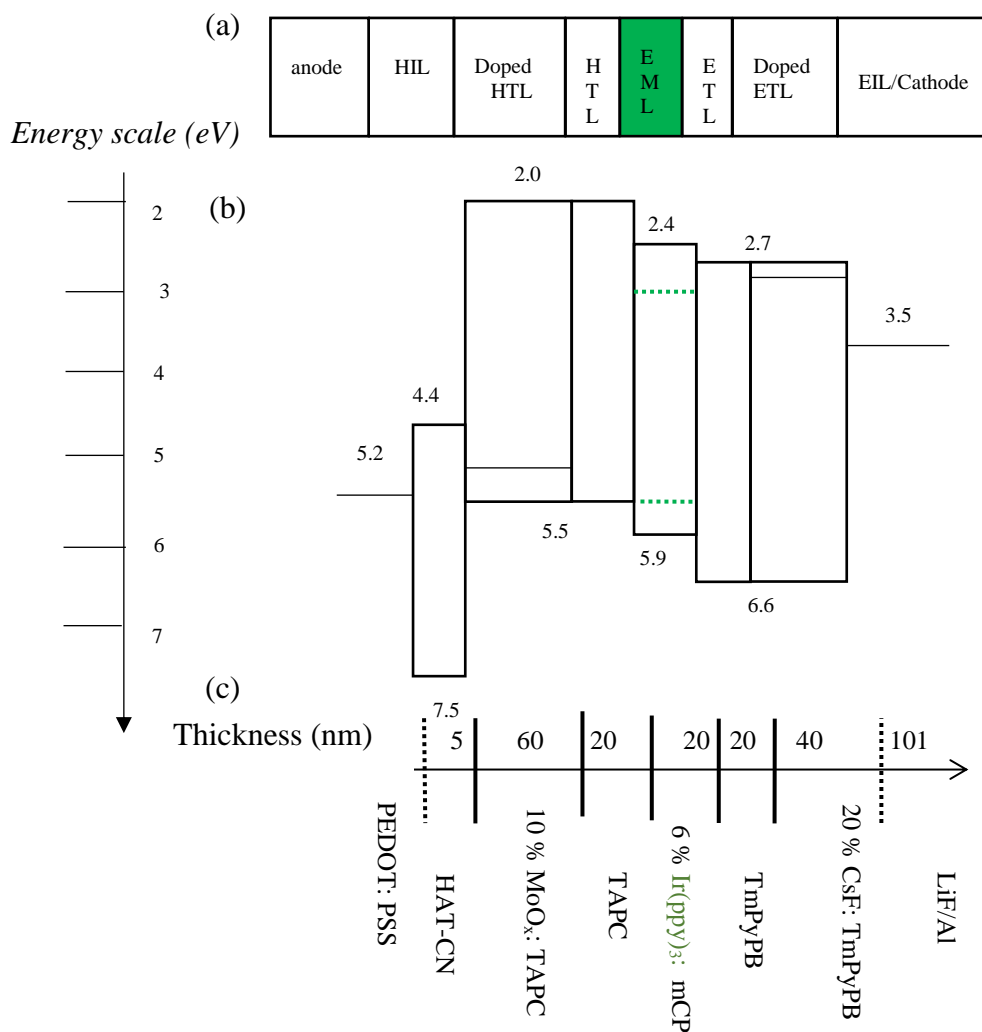 (a)
anode
HIL
Doped
HTL
HTL
EML
ETL
Doped
ETL
EIL/Cathode
Energy scale (eV)
2
3
4
5
6
7
(b)
2.0
2.4
2.7
3.5
4.4
5.2
5.5
5.9
6.6
(c)
7.5
Thickness (nm)
5
60
20
20
20
40
101
PEDOT: PSS
HAT-CN
10 % MoOₓ: TAPC
TAPC
6 % Ir(ppy)₃: mCP
TmPyPB
20 % CsF: TmPyPB
LiF/Al